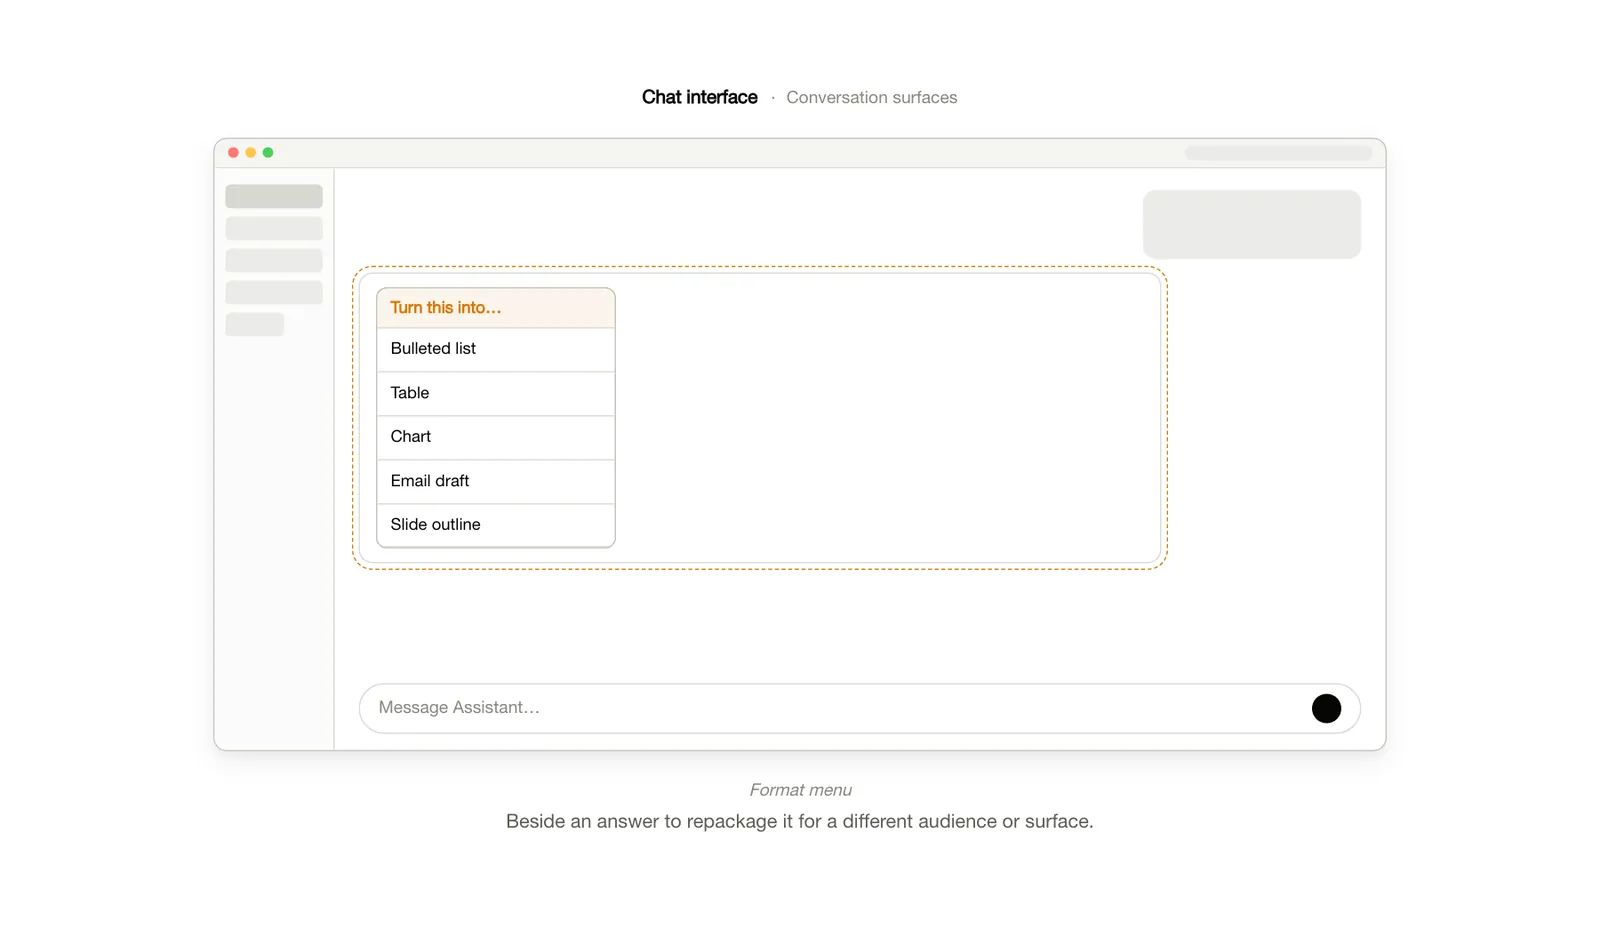 Chat interface · Conversation surfaces
Turn this into…
Bulleted list
Table
Chart
Email draft
Slide outline
Message Assistant…
Format menu
Beside an answer to repackage it for a different audience or surface.